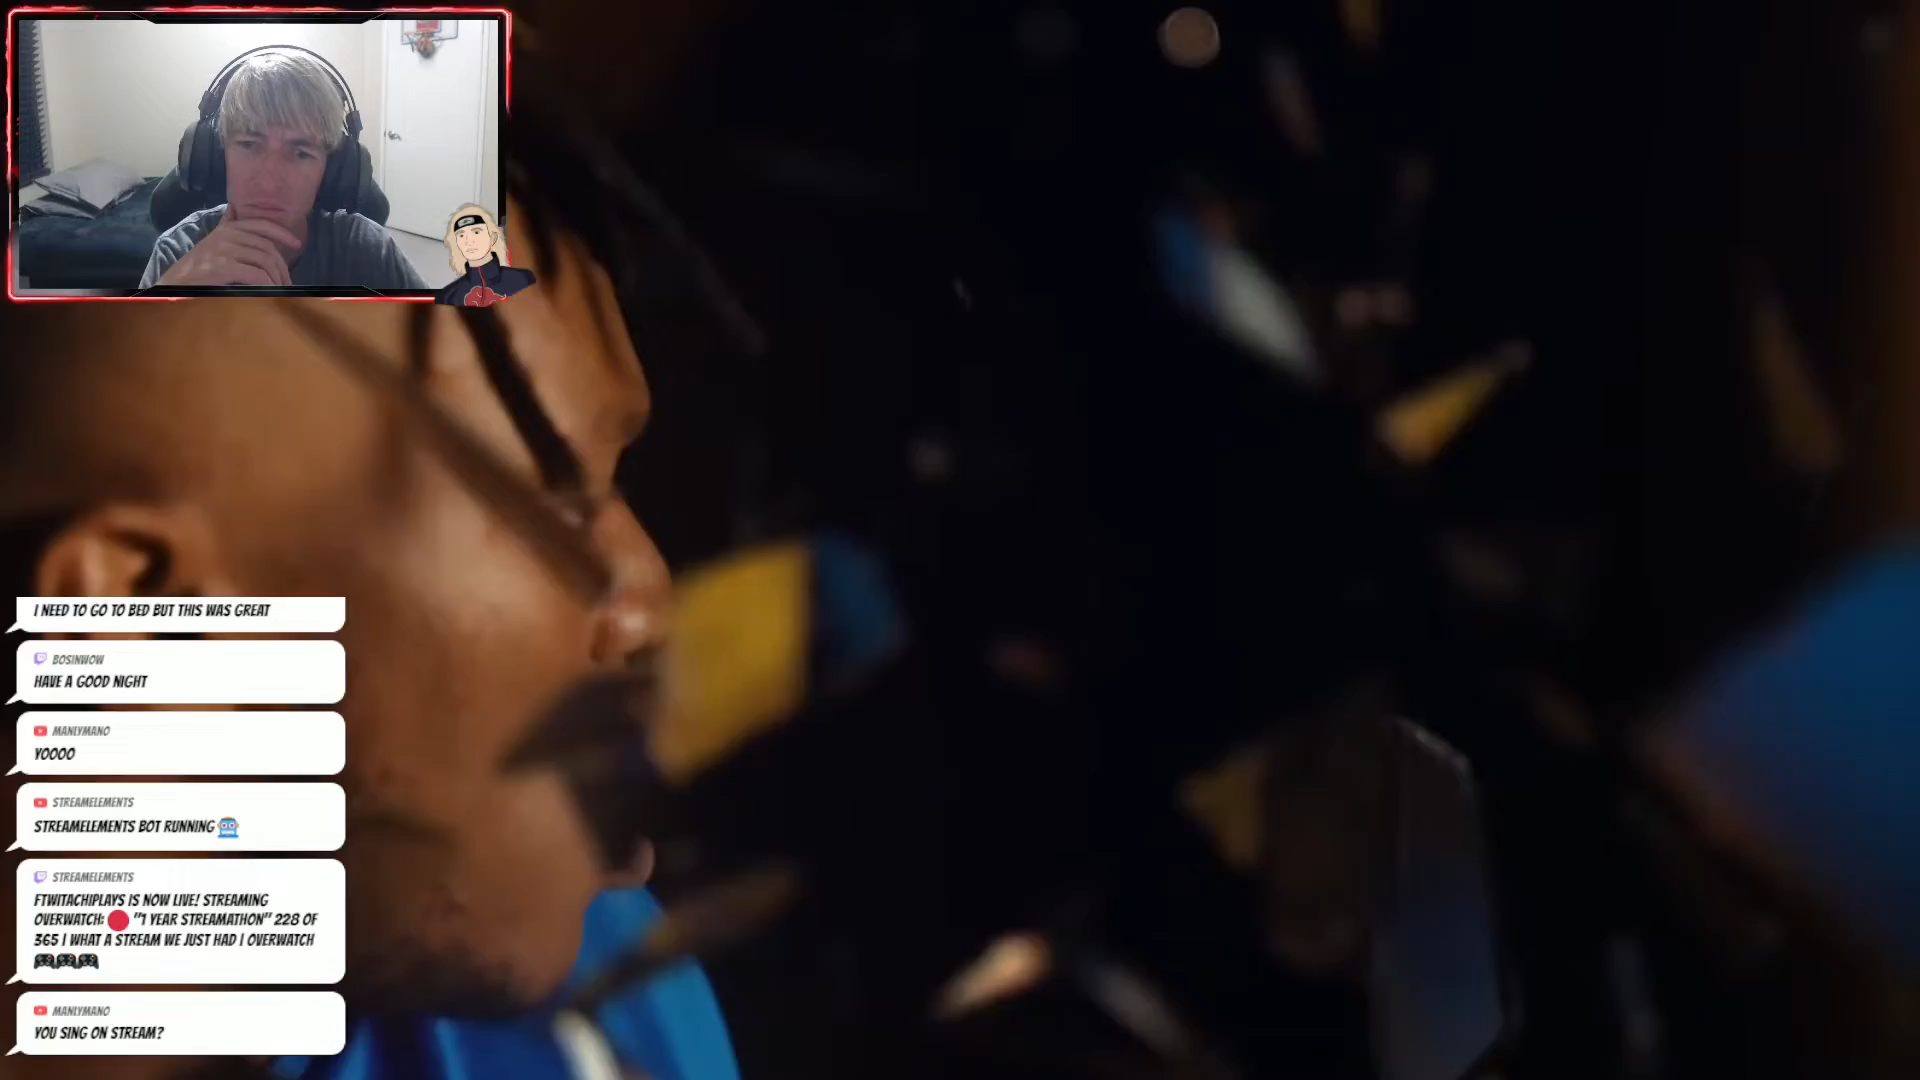 I NEED TO GO TO BED BUT THIS WAS GREAT
BOSINWOW
HAVE A GOOD NIGHT
MANLYMANO
YOOOO
STREAMELEMENTS
STREAMELEMENTS BOT RUNNING
STREAMELEMENTS
FTWITACHIPLAYS IS NOW LIVE! STREAMING
OVERWATCH: "1 YEAR STREAMATHON" 228 OF
365 | WHAT A STREAM WE JUST HAD | OVERWATCH
MANLYMANO
YOU SING ON STREAM?